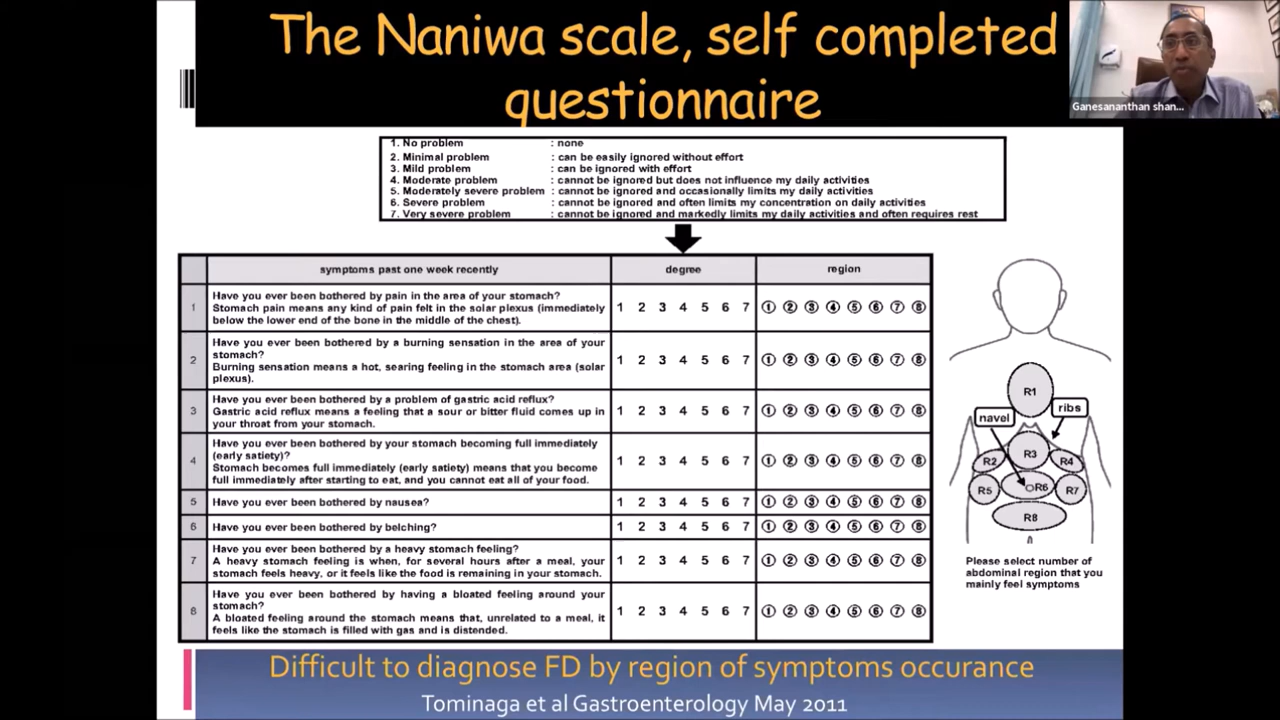 The Naniwa scale, self completed
questionnaire
Ganesananthan shan...
1. No problem : none
2. Minimal problem : can be easily ignored without effort
3. Mild problem : can be ignored with effort
4. Moderate problem : cannot be ignored but does not influence my daily activities
5. Moderately severe problem : cannot be ignored and occasionally limits my daily activities
6. Severe problem : cannot be ignored and often limits my concentration on daily activities
7. Very severe problem : cannot be ignored and markedly limits my daily activities and often requires rest
symptoms past one week recently degree region
1 Have you ever been bothered by pain in the area of your stomach?
Stomach pain means any kind of pain felt in the solar plexus (immediately
below the lower end of the bone in the middle of the chest).
1 2 3 4 5 6 7 ① ② ③ ④ ⑤ ⑥ ⑦ ⑧
2 Have you ever been bothered by a burning sensation in the area of your
stomach?
Burning sensation means a hot, searing feeling in the stomach area (solar
plexus).
1 2 3 4 5 6 7 ① ② ③ ④ ⑤ ⑥ ⑦ ⑧
3 Have you ever been bothered by a problem of gastric acid reflux?
Gastric acid reflux means a feeling that a sour or bitter fluid comes up in
your throat from your stomach.
1 2 3 4 5 6 7 ① ② ③ ④ ⑤ ⑥ ⑦ ⑧
4 Have you ever been bothered by your stomach becoming full immediately
(early satiety)?
Stomach becomes full immediately (early satiety) means that you become
full immediately after starting to eat, and you cannot eat all of your food.
1 2 3 4 5 6 7 ① ② ③ ④ ⑤ ⑥ ⑦ ⑧
5 Have you ever been bothered by nausea? 1 2 3 4 5 6 7 ① ② ③ ④ ⑤ ⑥ ⑦ ⑧
6 Have you ever been bothered by belching? 1 2 3 4 5 6 7 ① ② ③ ④ ⑤ ⑥ ⑦ ⑧
7 Have you ever been bothered by a heavy stomach feeling?
A heavy stomach feeling is when, for several hours after a meal, your
stomach feels heavy, or it feels like the food is remaining in your stomach.
1 2 3 4 5 6 7 ① ② ③ ④ ⑤ ⑥ ⑦ ⑧
8 Have you ever been bothered by having a bloated feeling around your
stomach?
A bloated feeling around the stomach means that, unrelated to a meal, it
feels like the stomach is filled with gas and is distended.
1 2 3 4 5 6 7 ① ② ③ ④ ⑤ ⑥ ⑦ ⑧
R1
navel ribs
R2 R3 R4
R5 R6 R7
R8
Please select number of
abdominal region that you
mainly feel symptoms
Difficult to diagnose FD by region of symptoms occurance
Tominaga et al Gastroenterology May 2011